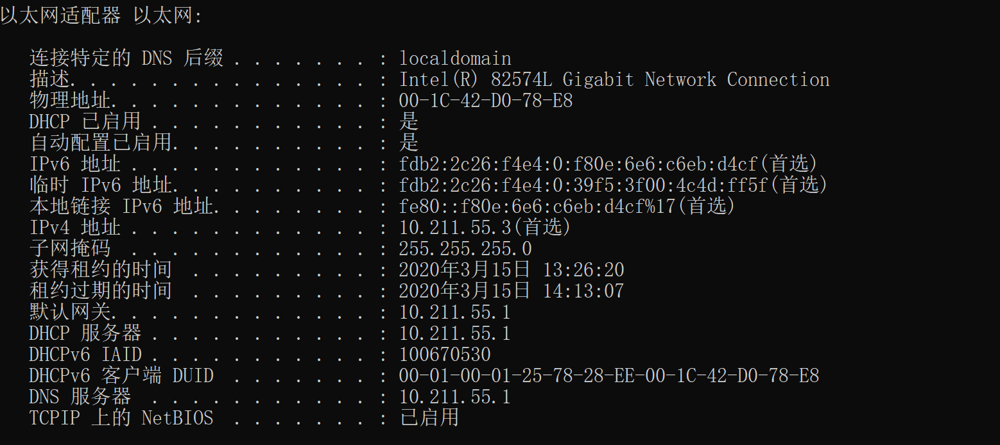 以太网适配器 以太网:
连接特定的 DNS 后缀 . . . . . . . : localdomain
描述. . . . . . . . . . . . . . . : Intel(R) 82574L Gigabit Network Connection
物理地址. . . . . . . . . . . . . : 00-1C-42-D0-78-E8
DHCP 已启用 . . . . . . . . . . . : 是
自动配置已启用. . . . . . . . . . : 是
IPv6 地址 . . . . . . . . . . . . : fdb2:2c26:f4e4:0:f80e:6e6:c6eb:d4cf(首选)
临时 IPv6 地址. . . . . . . . . . : fdb2:2c26:f4e4:0:39f5:3f00:4c4d:ff5f(首选)
本地链接 IPv6 地址. . . . . . . . : fe80::f80e:6e6:c6eb:d4cf%17(首选)
IPv4 地址 . . . . . . . . . . . . : 10.211.55.3(首选)
子网掩码  . . . . . . . . . . . . : 255.255.255.0
获得租约的时间  . . . . . . . . . : 2020年3月15日 13:26:20
租约过期的时间  . . . . . . . . . : 2020年3月15日 14:13:07
默认网关. . . . . . . . . . . . . : 10.211.55.1
DHCP 服务器 . . . . . . . . . . . : 10.211.55.1
DHCPv6 IAID . . . . . . . . . . . : 100670530
DHCPv6 客户端 DUID  . . . . . . . : 00-01-00-01-25-78-28-EE-00-1C-42-D0-78-E8
DNS 服务器  . . . . . . . . . . . : 10.211.55.1
TCPIP 上的 NetBIOS  . . . . . . . : 已启用